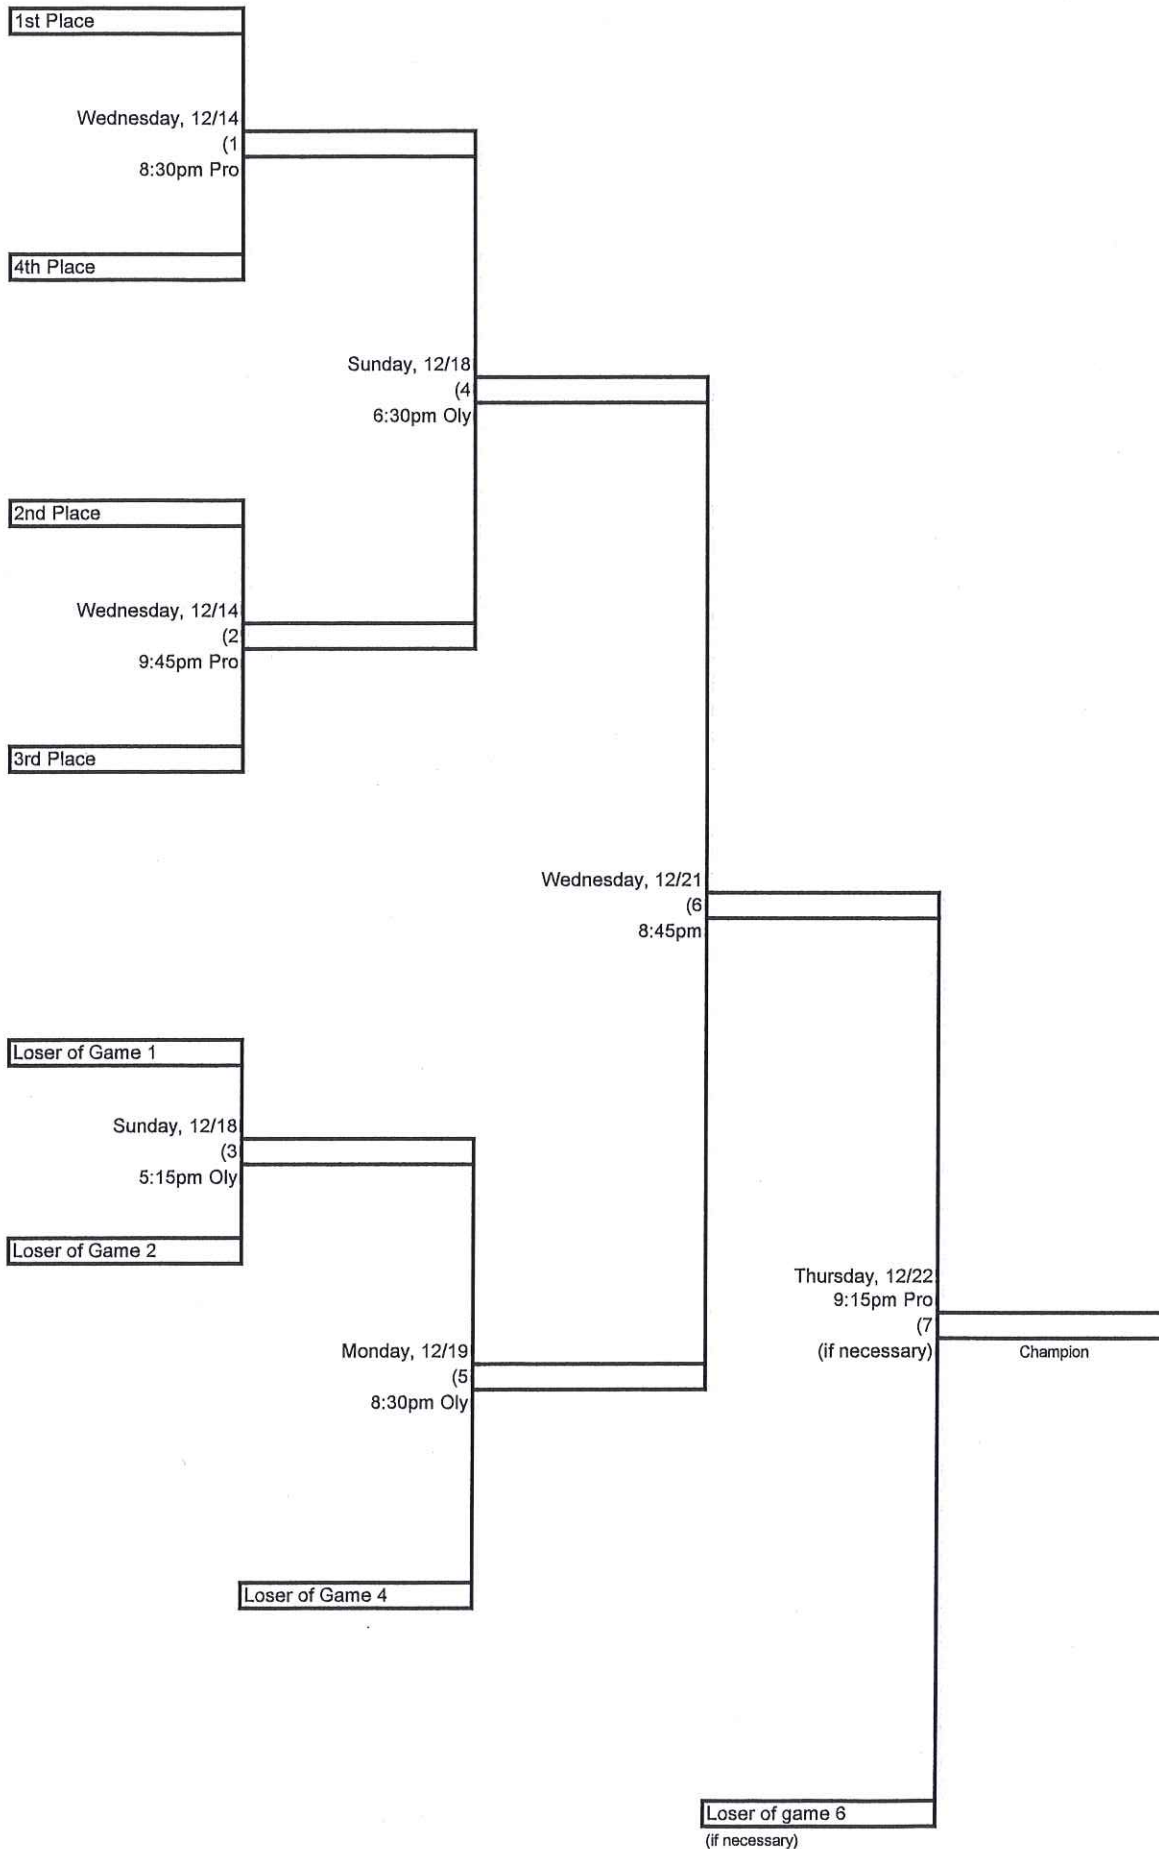 1st Place
Wednesday, 12/14
(1
8:30pm Pro
4th Place
Sunday, 12/18
(4
6:30pm Oly
2nd Place
Wednesday, 12/14
(2
9:45pm Pro
3rd Place
Wednesday, 12/21
(6
8:45pm
Loser of Game 1
Sunday, 12/18
(3
5:15pm Oly
Loser of Game 2
Thursday, 12/22
9:15pm Pro
(7
(if necessary)
Champion
Monday, 12/19
(5
8:30pm Oly
Loser of Game 4
Loser of game 6
(if necessary)